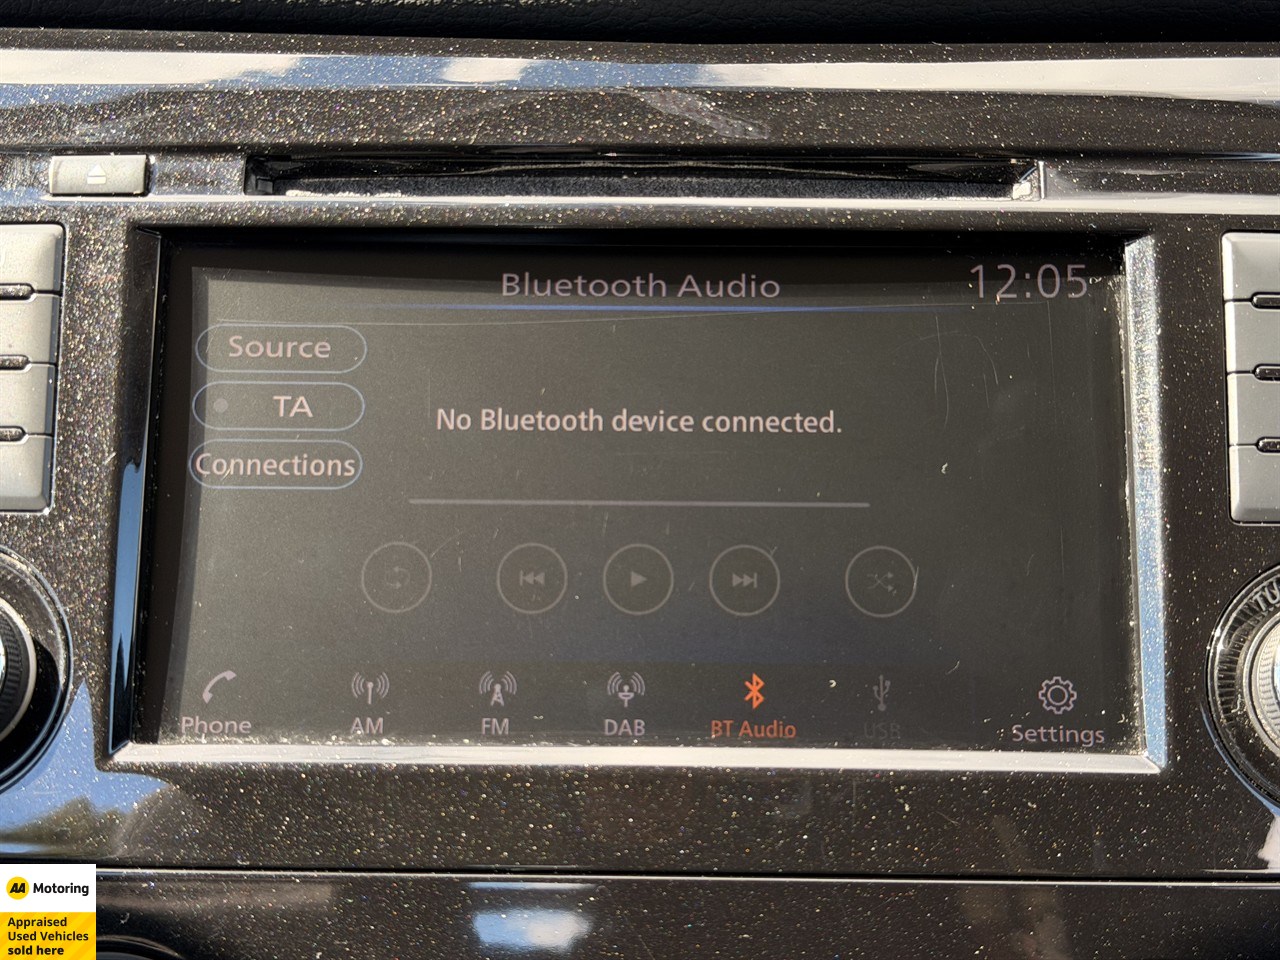 Bluetooth Audio
12:05
Source
TA
Connections
No Bluetooth device connected.
Phone
AM
FM
DAB
BT Audio
USB
Settings
AA Motoring
Appraised
Used Vehicles
sold here